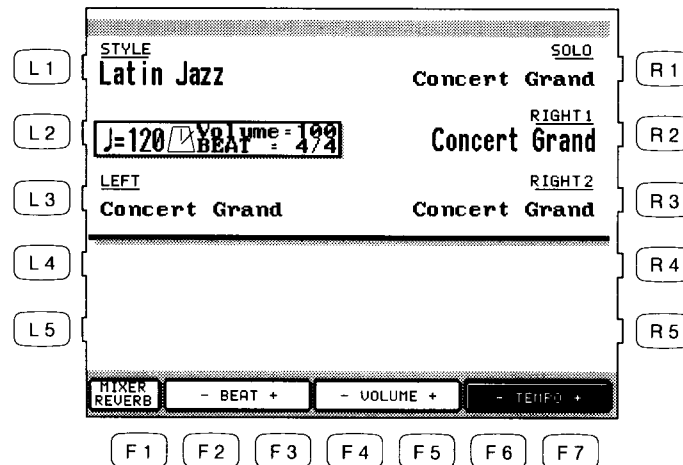 STYLE
Latin Jazz
SOLO
Concert Grand
♩=120 Volume=100
BEAT = 4/4
RIGHT1
Concert Grand
LEFT
Concert Grand
RIGHT2
Concert Grand
L1
L2
L3
L4
L5
R1
R2
R3
R4
R5
MIXER
REVERB
- BEAT +
- VOLUME +
- TEMPO +
F1 F2 F3 F4 F5 F6 F7